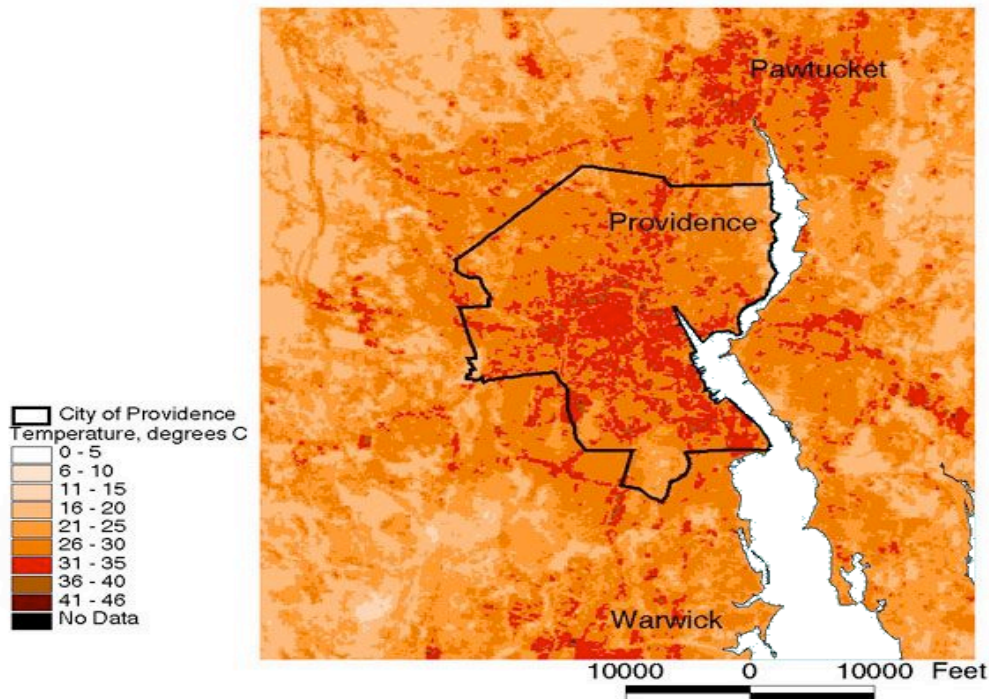 Pawtucket
Providence
City of Providence
Temperature, degrees C
0 - 5
6 - 10
11 - 15
16 - 20
21 - 25
26 - 30
31 - 35
36 - 40
41 - 46
No Data
Warwick
10000 0 10000 Feet